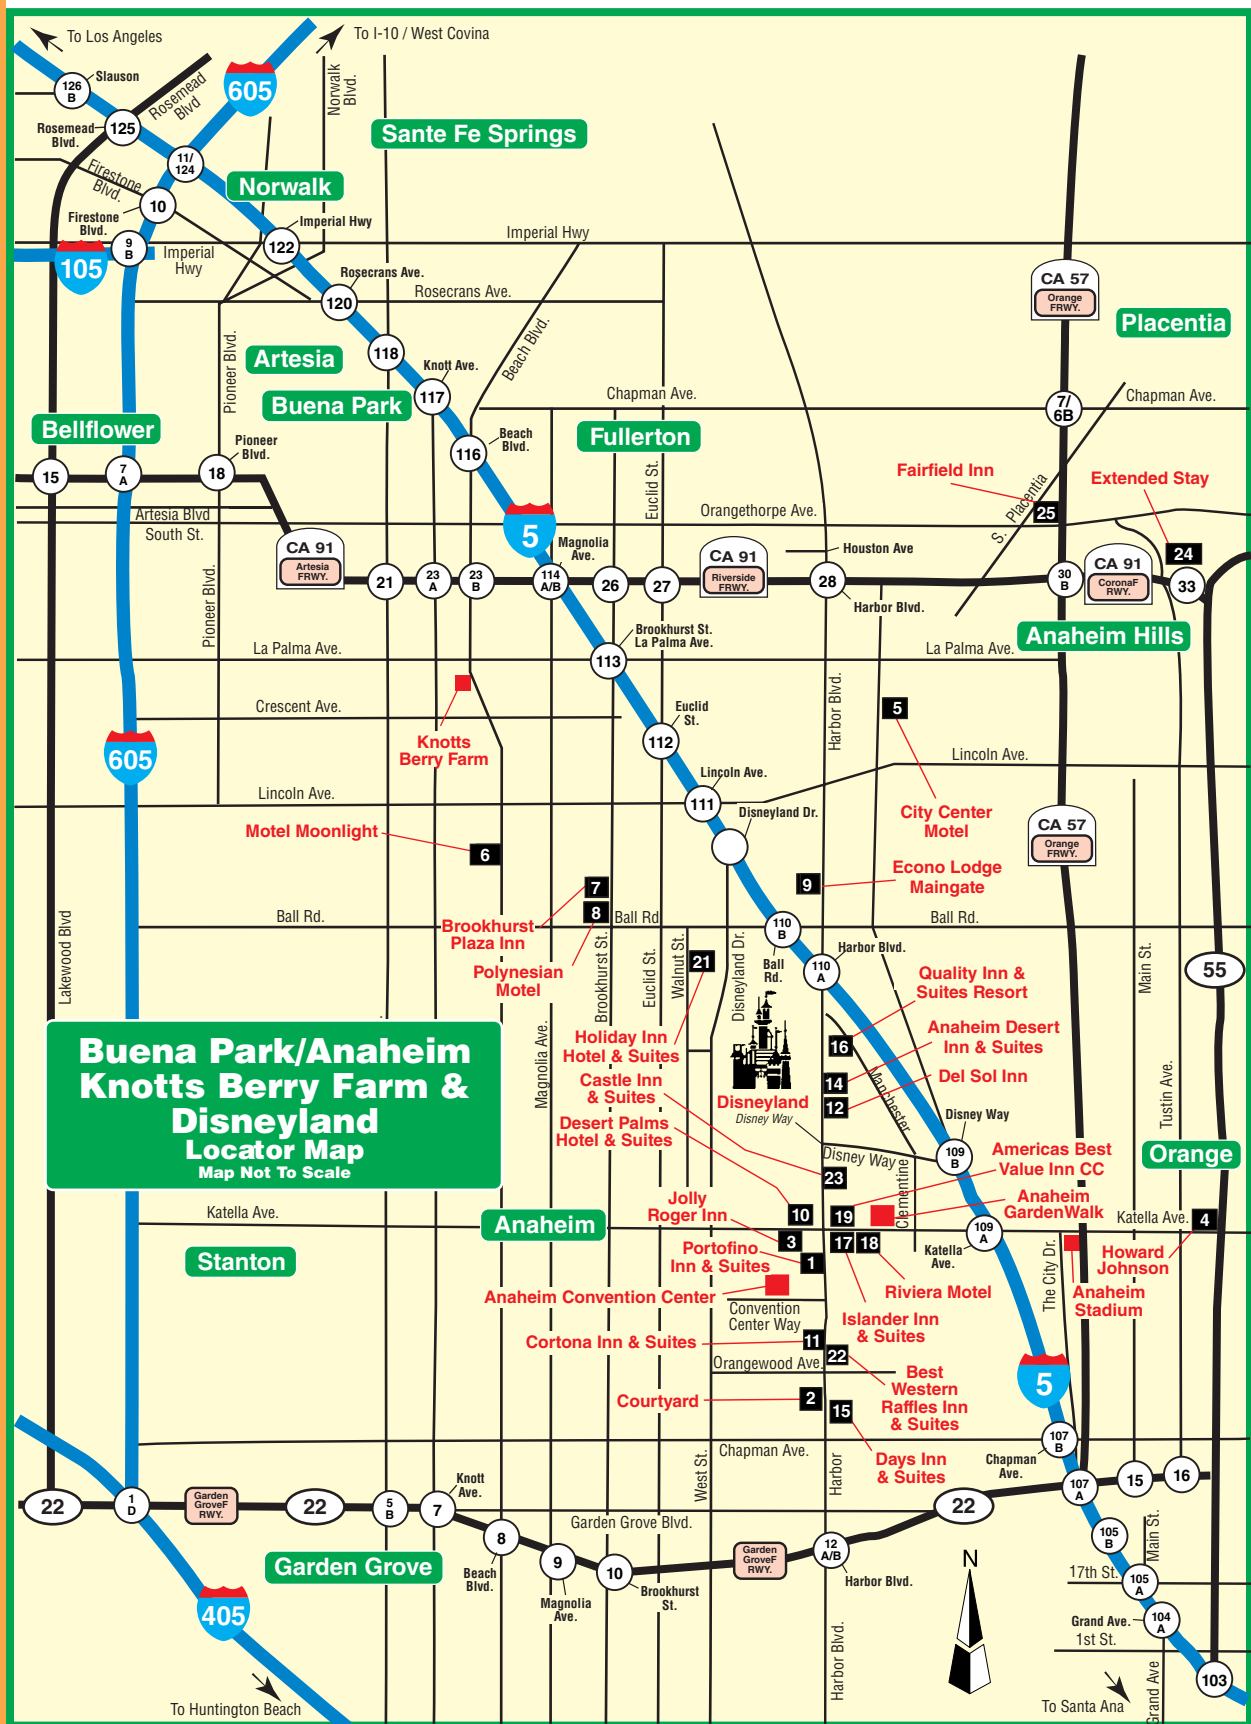 To Los Angeles
To I-10 / West Covina
126
B
Slauson
Rosemead
Blvd
605
Norwalk
Blvd.
Rosemead
Blvd.
125
Sante Fe Springs
11/
124
Firestone
Blvd.
Norwalk
10
Firestone
Blvd.
Imperial Hwy
122
Imperial Hwy
9
B
Imperial
Hwy
105
Rosecrans Ave.
Rosecrans Ave.
120
CA 57
Orange
FRWY.
Placentia
Pioneer Blvd.
Artesia
118
Beach Blvd.
Knott Ave.
117
Buena Park
Chapman Ave.
Chapman Ave.
7/
6B
Bellflower
Fullerton
Beach
Blvd.
116
Pioneer
Blvd.
15
7
A
18
Euclid St.
Fairfield Inn
Extended Stay
S. Placentia
25
Artesia Blvd
South St.
Orangethorpe Ave.
5
CA 91
Artesia
FRWY.
Magnolia
Ave.
CA 91
Riverside
FRWY.
Houston Ave
24
CA 91
CoronaF
RWY.
21
23
A
23
B
114
A/B
26
27
28
30
B
33
Harbor Blvd.
Pioneer Blvd.
Brookhurst St.
La Palma Ave.
Anaheim Hills
La Palma Ave.
113
La Palma Ave.
Crescent Ave.
Euclid
St.
Harbor Blvd.
5
Knotts
Berry Farm
112
605
Lincoln Ave.
Lincoln Ave.
Lincoln Ave.
111
Disneyland Dr.
City Center
Motel
CA 57
Orange
FRWY.
Motel Moonlight
6
Econo Lodge
Maingate
9
7
8
Lakewood Blvd
Ball Rd.
Ball Rd
Ball Rd.
Brookhurst
Plaza Inn
110
B
Ball
Rd.
Harbor Blvd.
110
A
Polynesian
Motel
Brookhurst St.
Euclid St.
Walnut St.
21
Disneyland Dr.
Main St.
55
Quality Inn &
Suites Resort
Buena Park/Anaheim
Knotts Berry Farm &
Disneyland
Locator Map
Map Not To Scale
Magnolia Ave.
Holiday Inn
Hotel & Suites
16
Anaheim Desert
Inn & Suites
Castle Inn
& Suites
14
Del Sol Inn
Disneyland
12
Manchester
Tustin Ave.
Disney Way
Disney Way
Desert Palms
Hotel & Suites
Disney Way
109
B
Americas Best
Value Inn CC
Orange
23
Clementine
Jolly
Roger Inn
10
19
Anaheim
GardenWalk
Katella Ave.
Anaheim
Katella Ave.
4
3
17
18
109
A
Katella
Ave.
Stanton
Portofino
Inn & Suites
1
The City Dr.
Howard
Johnson
Anaheim Convention Center
Riviera Motel
Anaheim
Stadium
Convention
Center Way
Islander Inn
& Suites
Cortona Inn & Suites
11
22
Orangewood Ave.
Best
Western
Raffles Inn
& Suites
5
Courtyard
2
15
107
B
Chapman Ave.
Chapman
Ave.
West St.
Harbor
Days Inn
& Suites
Knott
Ave.
107
A
15
16
22
1
D
Garden
GroveF
RWY.
22
5
B
7
22
Garden Grove Blvd.
8
105
B
Main St.
Garden Grove
Beach
Blvd.
9
Magnolia
Ave.
10
Brookhurst
St.
Garden
GroveF
RWY.
12
A/B
Harbor Blvd.
N
17th St.
105
A
405
Grand Ave.
104
A
1st St.
Harbor Blvd.
103
To Huntington Beach
To Santa Ana
Grand Ave